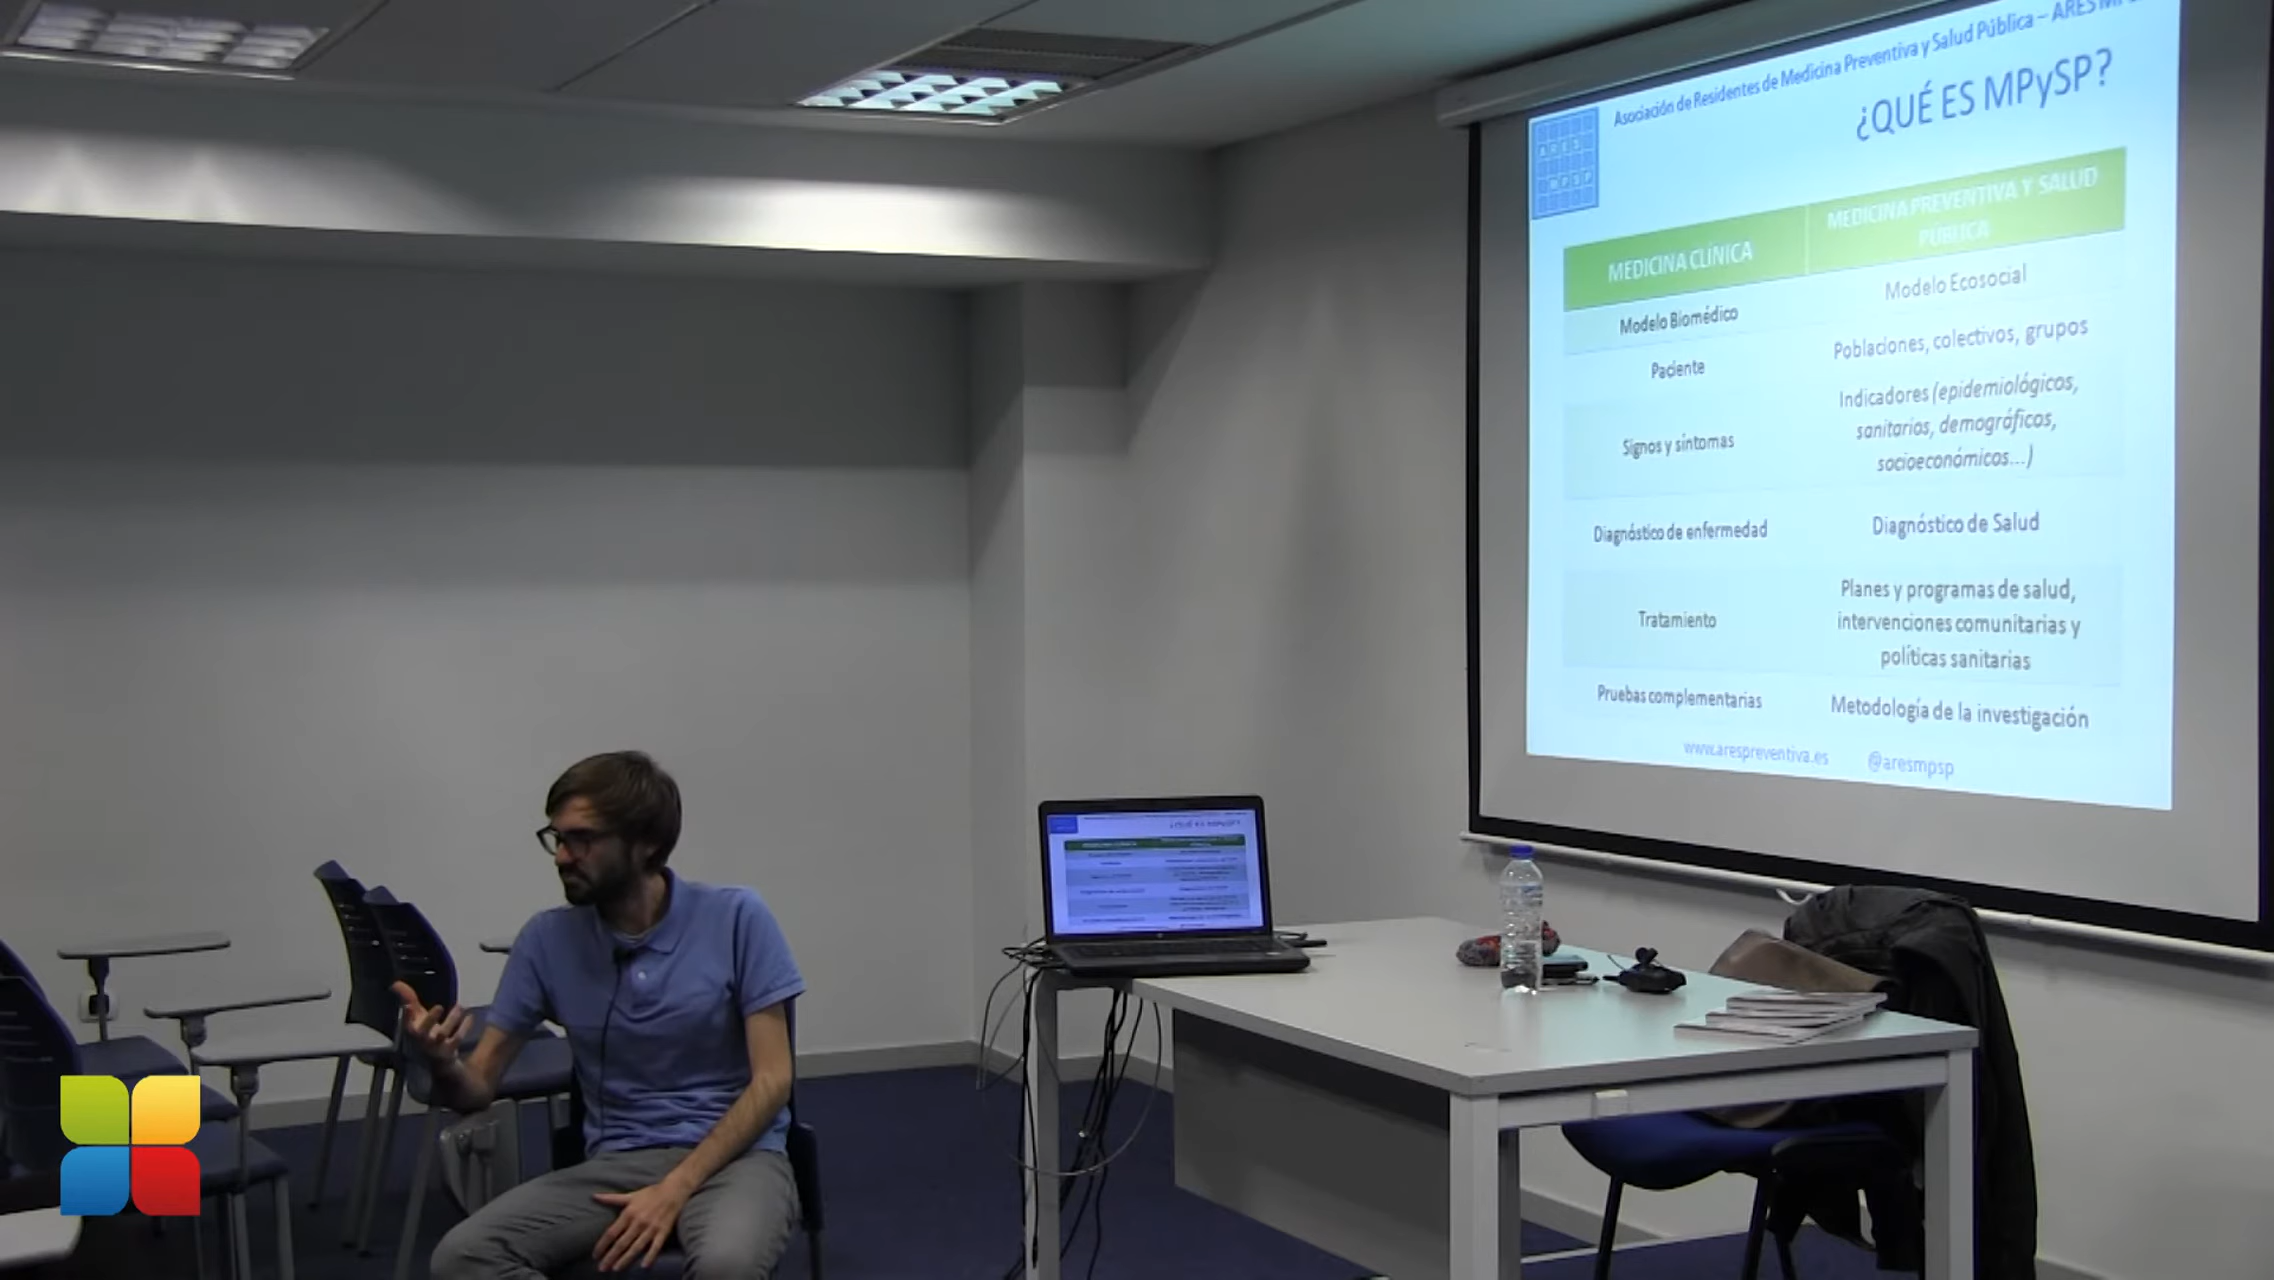 Asociación de Residentes de Medicina Preventiva y Salud Pública – ARES
¿QUÉ ES MPySP?
ARES
MPSP
MEDICINA CLÍNICA
MEDICINA PREVENTIVA Y SALUD
PÚBLICA
Modelo Biomédico
Modelo Ecosocial
Paciente
Poblaciones, colectivos, grupos
Signos y síntomas
Indicadores (epidemiológicos,
sanitarios, demográficos,
socioeconómicos...)
Diagnóstico de enfermedad
Diagnóstico de Salud
Tratamiento
Planes y programas de salud,
intervenciones comunitarias y
políticas sanitarias
Pruebas complementarias
Metodología de la investigación
www.arespreventiva.es
@aresmpsp